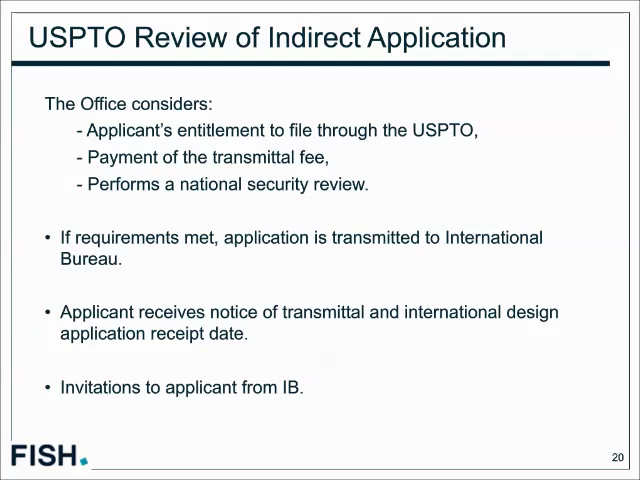 USPTO Review of Indirect Application
The Office considers:
- Applicant's entitlement to file through the USPTO,
- Payment of the transmittal fee,
- Performs a national security review.
• If requirements met, application is transmitted to International
Bureau.
• Applicant receives notice of transmittal and international design
application receipt date.
• Invitations to applicant from IB.
FISH.
20